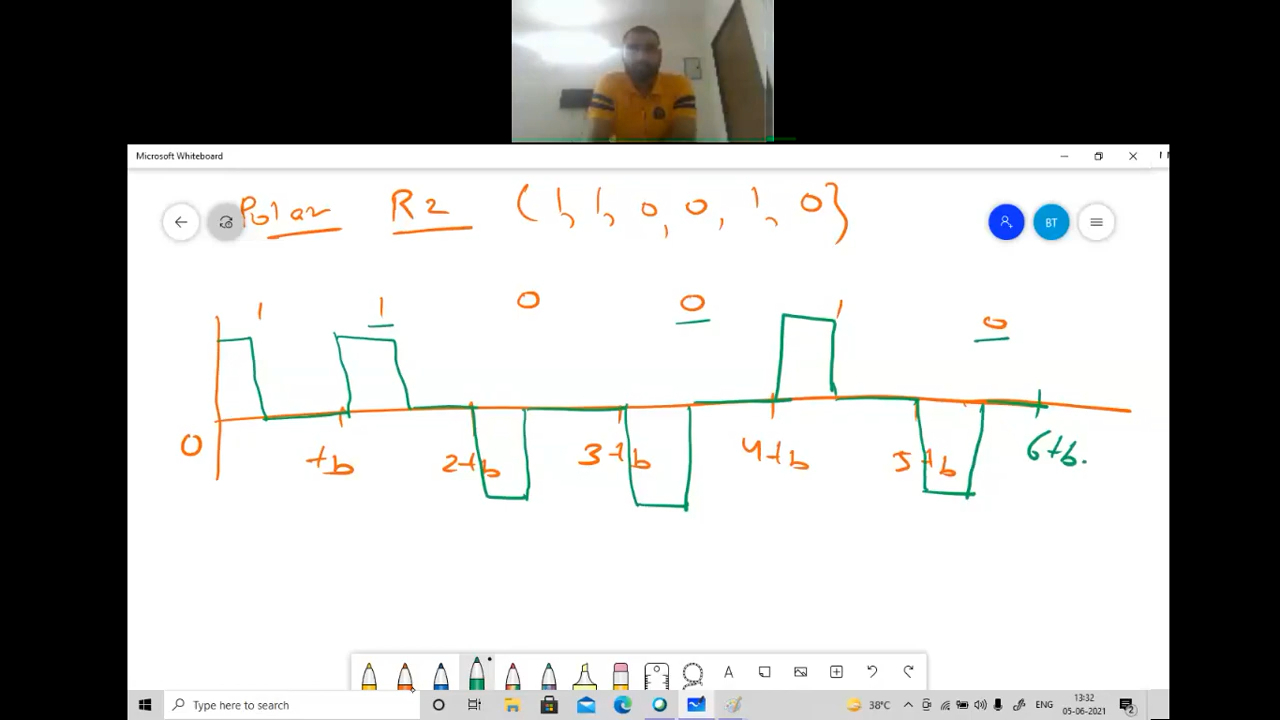 Microsoft Whiteboard
Polar RZ (1, 1, 0, 0, 1, 0}
BT
1 1 0 0 1 0
0 tb 2tb 3tb 4tb 5tb 6tb.
A
Type here to search
38°C ENG 13:32
05-06-2021 2